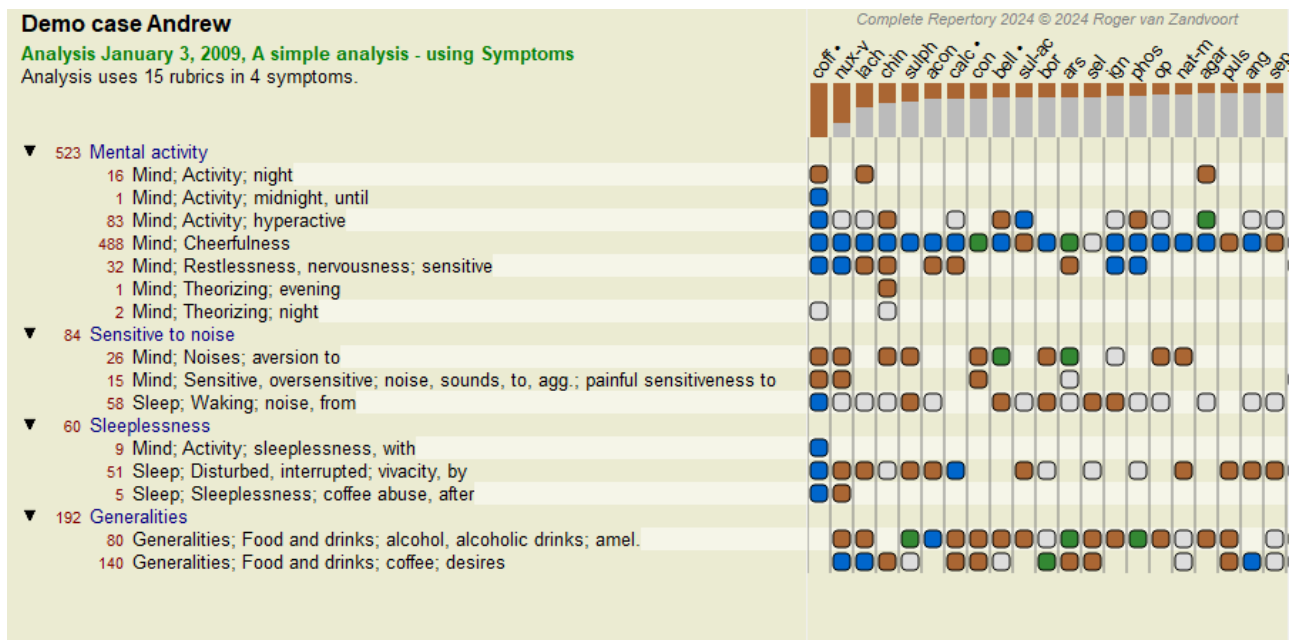 Demo case Andrew
Complete Repertory 2024 © 2024 Roger van Zandvoort
Analysis January 3, 2009, A simple analysis - using Symptoms
Analysis uses 15 rubrics in 4 symptoms.
coff • nux-v lach chin sulph acon calc • con bell • sul-ac bor ars sel ign phos op nat-m agar puls ang sep
▼ 523 Mental activity
16 Mind; Activity; night
1 Mind; Activity; midnight, until
83 Mind; Activity; hyperactive
488 Mind; Cheerfulness
32 Mind; Restlessness, nervousness; sensitive
1 Mind; Theorizing; evening
2 Mind; Theorizing; night
▼ 84 Sensitive to noise
26 Mind; Noises; aversion to
15 Mind; Sensitive, oversensitive; noise, sounds, to, agg.; painful sensitiveness to
58 Sleep; Waking; noise, from
▼ 60 Sleeplessness
9 Mind; Activity; sleeplessness, with
51 Sleep; Disturbed, interrupted; vivacity, by
5 Sleep; Sleeplessness; coffee abuse, after
▼ 192 Generalities
80 Generalities; Food and drinks; alcohol, alcoholic drinks; amel.
140 Generalities; Food and drinks; coffee; desires